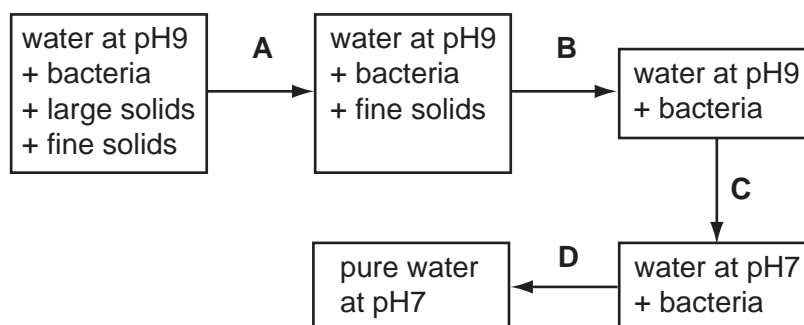 water at pH9
+ bacteria
+ large solids
+ fine solids
A
water at pH9
+ bacteria
+ fine solids
B
water at pH9
+ bacteria
C
water at pH7
+ bacteria
D
pure water
at pH7